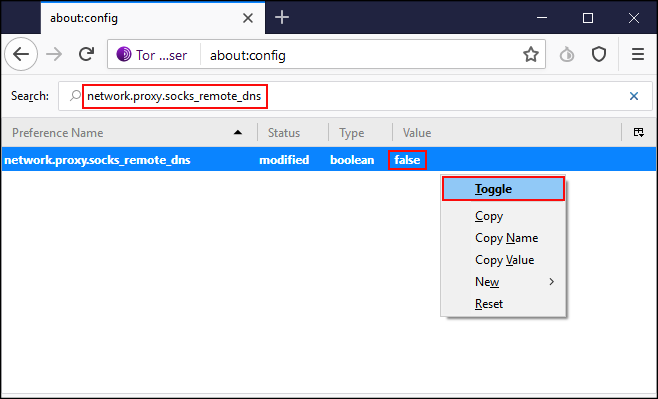 about:config
Tor ...ser about:config
Search: network.proxy.socks_remote_dns
Preference Name Status Type Value
network.proxy.socks_remote_dns modified boolean false
Toggle
Copy
Copy Name
Copy Value
New
Reset